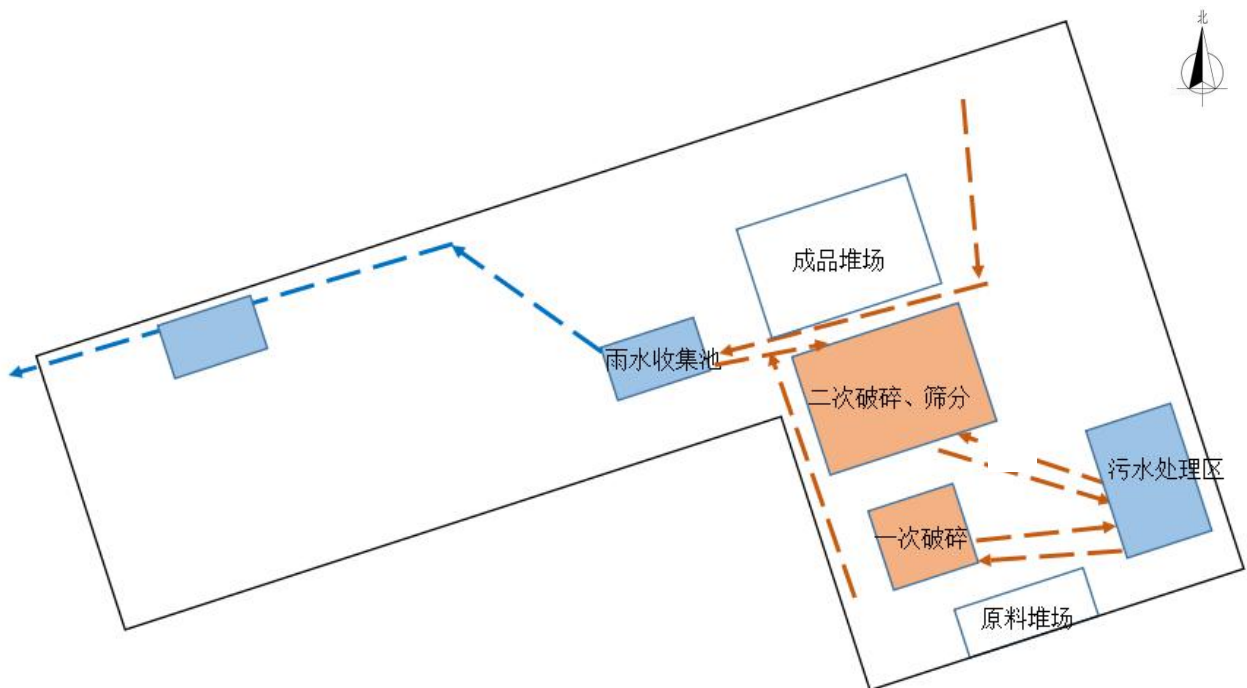 北
成品堆场
雨水收集池
二次破碎、筛分
污水处理区
一次破碎
原料堆场